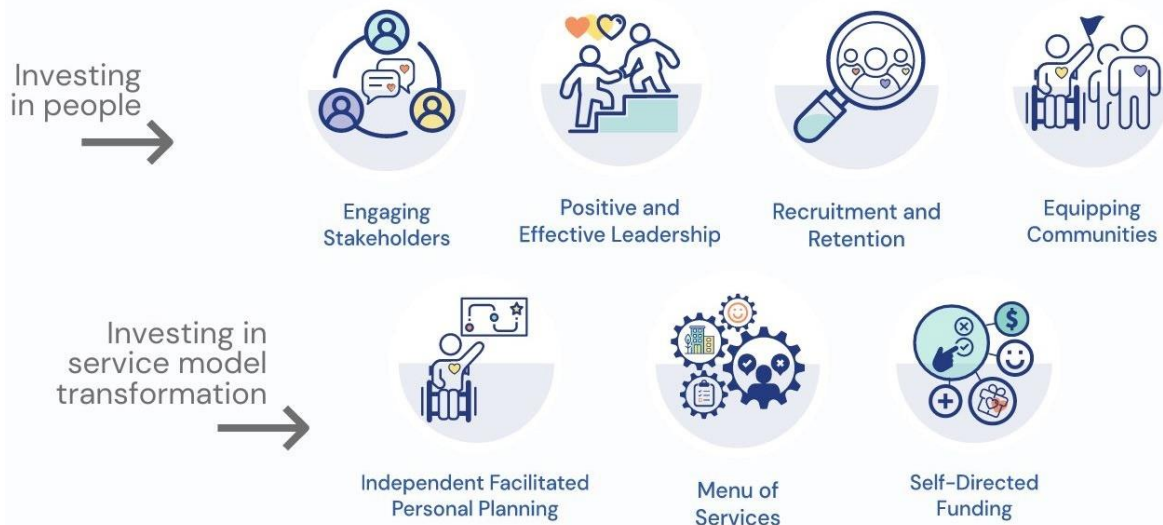 Investing
in people
Engaging
Stakeholders
Positive and
Effective Leadership
Recruitment and
Retention
Equipping
Communities
Investing in
service model
transformation
$
Independent Facilitated
Personal Planning
Menu of
Services
Self-Directed
Funding